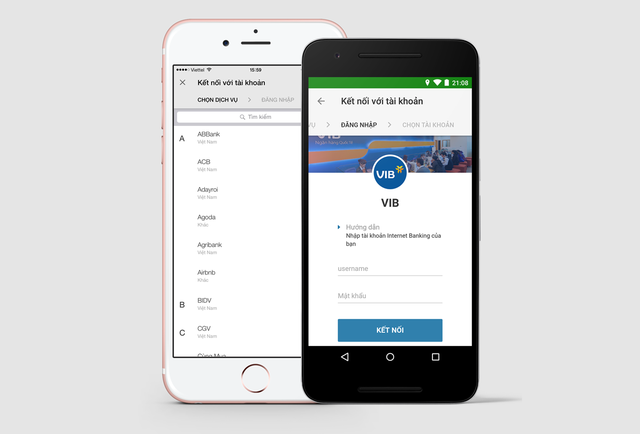 Viettel
15:59
Kết nối với tài khoản
CHỌN DỊCH VỤ
ĐĂNG NHẬP
Tìm kiếm
A
ABBank
Việt Nam
ACB
Việt Nam
Adayroi
Việt Nam
Agoda
Khác
Agribank
Việt Nam
Airbnb
Khác
B
BIDV
Việt Nam
C
CGV
Việt Nam
Cùng Mua
21:08
Kết nối với tài khoản
VỤ
ĐĂNG NHẬP
CHỌN TÀI KHOẢN
VIB
VIB
Hướng dẫn
Nhập tài khoản Internet Banking của
bạn
username
Mật khẩu
KẾT NỐI